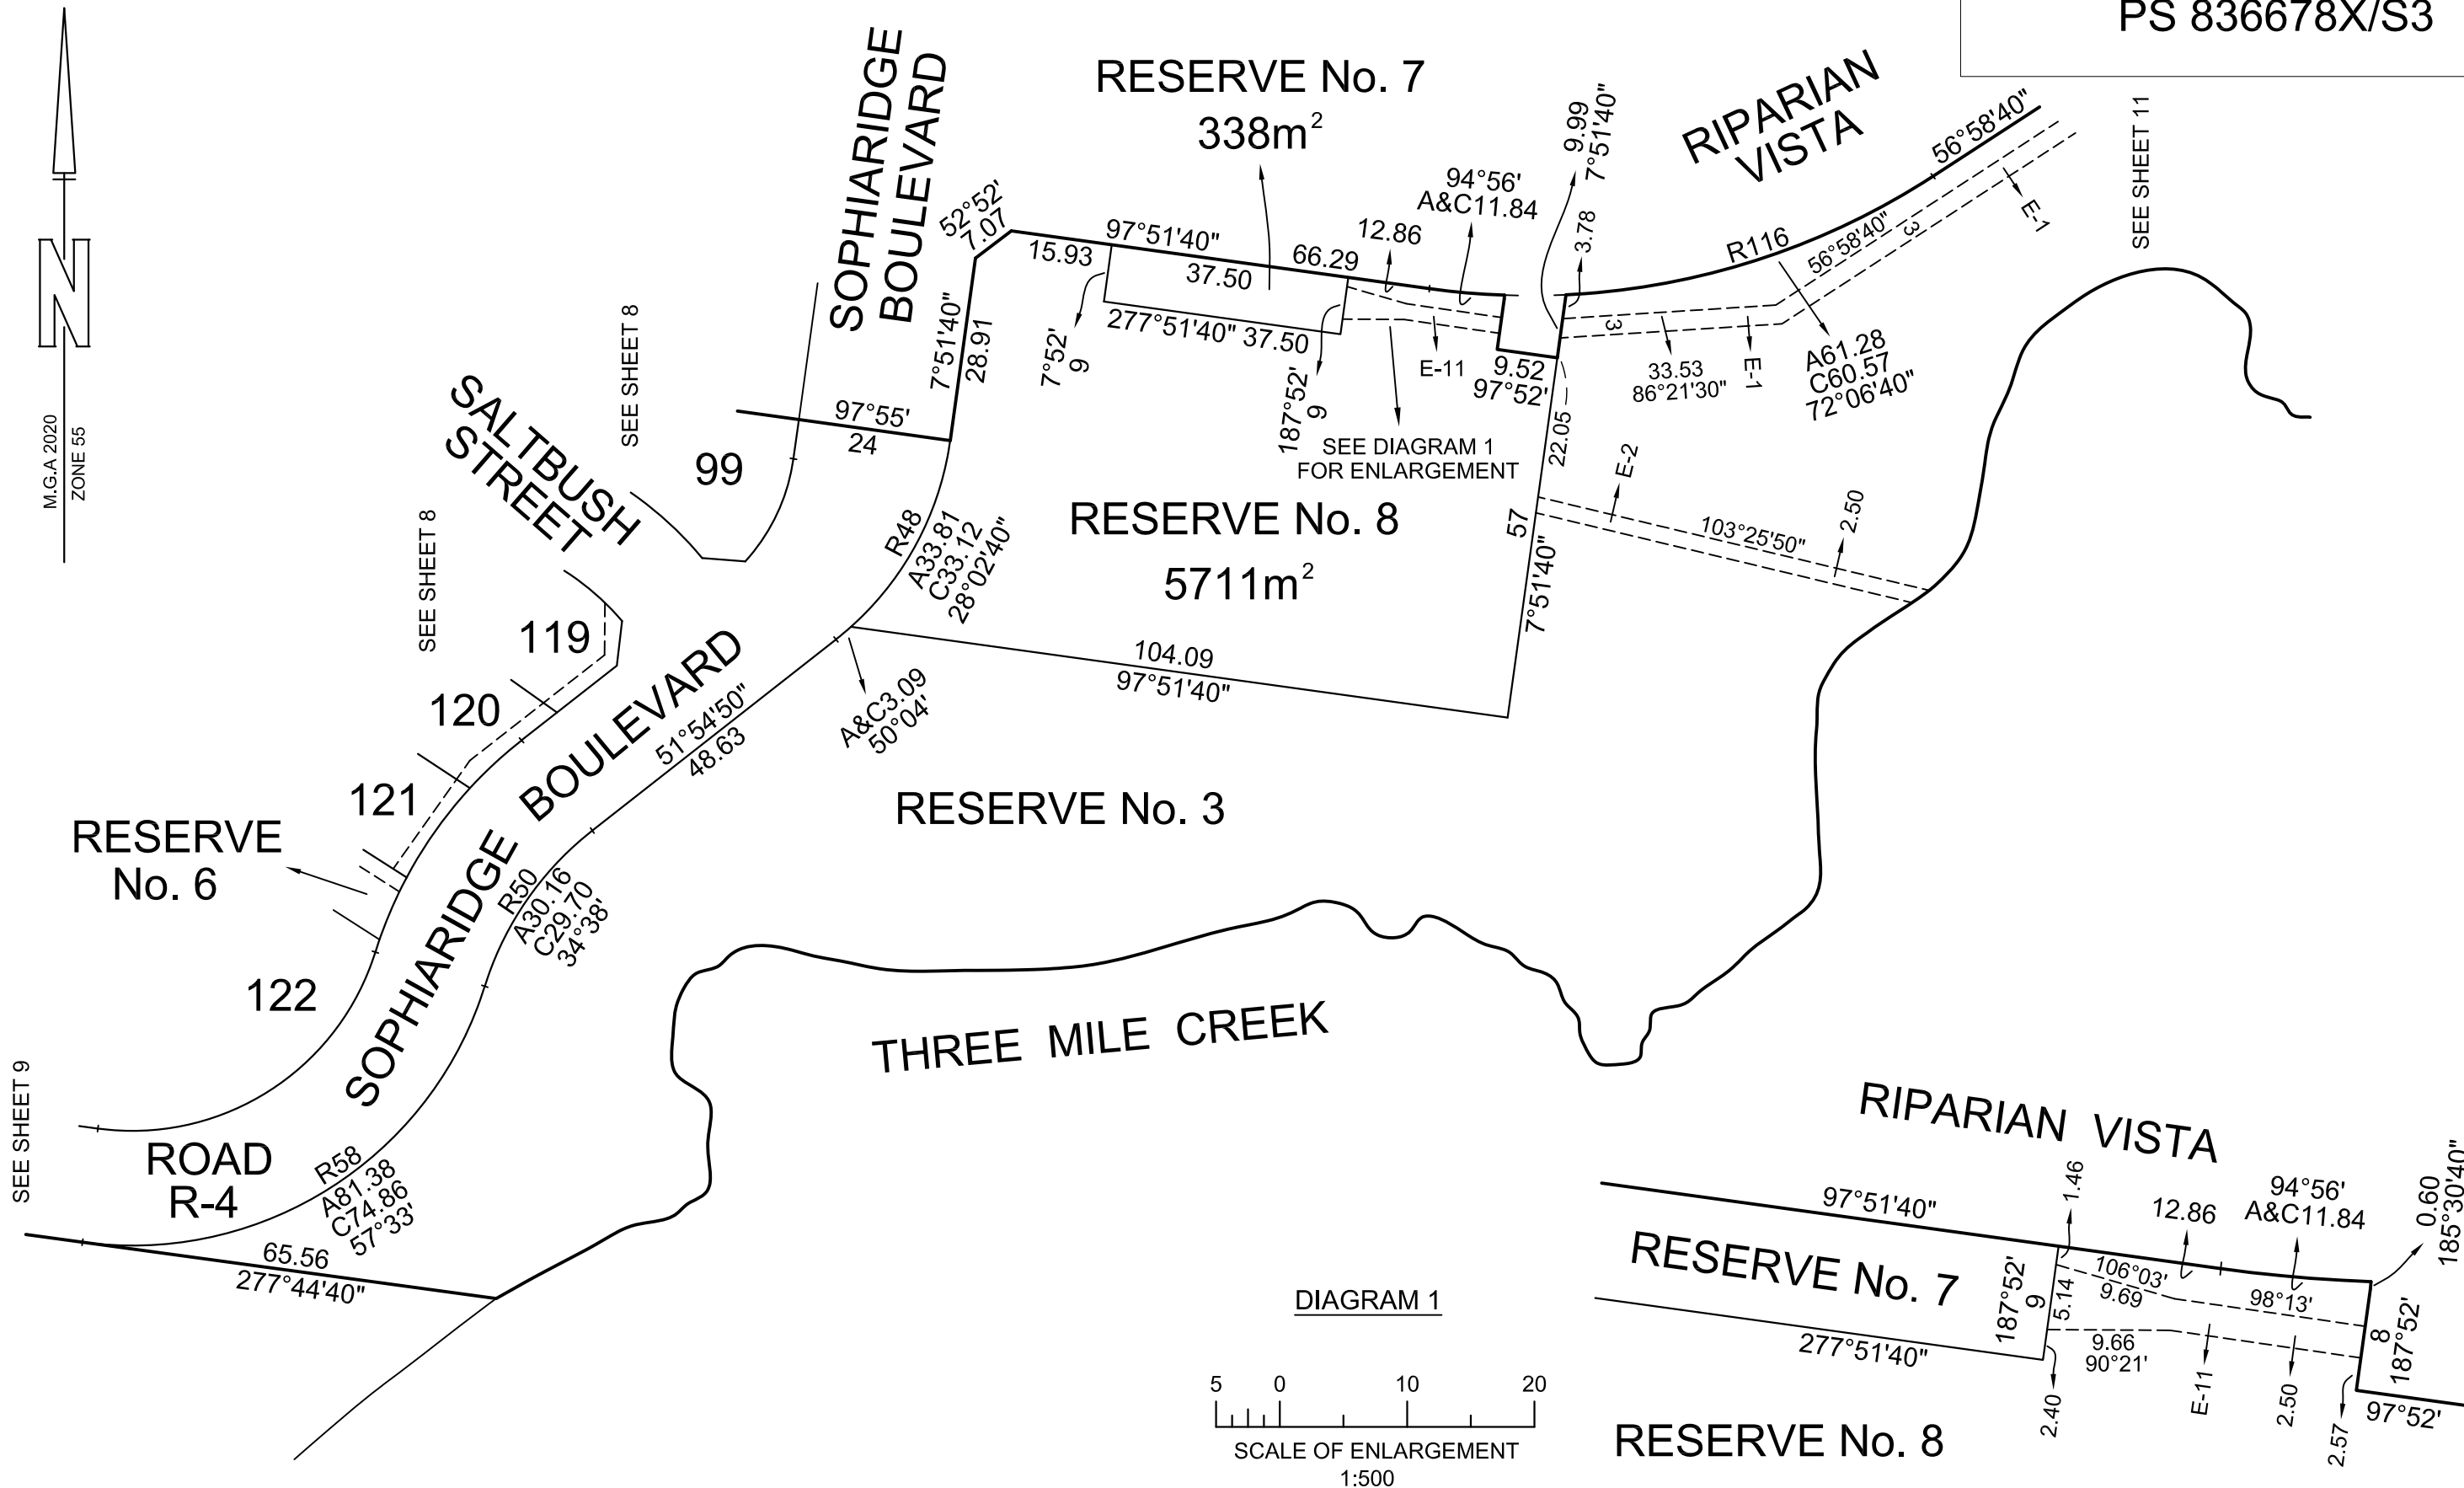 PS 836678X/S3
N
M.G.A 2020
ZONE 55
SOPHIARIDGE
BOULEVARD
RESERVE No. 7
338m²
RIPARIAN
VISTA
SEE SHEET 11
9.99
7°51'40"
3.78
94°56'
A&C11.84
12.86
52°52'
7.07
97°51'40"
15.93
37.50
66.29
277°51'40" 37.50
7°52'
9
187°52'
9
7°51'40"
28.91
56°58'40"
R116
56°58'40"
3
E-1
3
33.53
86°21'30"
E-1
A61.28
C60.57
72°06'40"
E-11
9.52
97°52'
22.05
SEE DIAGRAM 1
FOR ENLARGEMENT
SEE SHEET 8
SALTBUSH
STREET
99
97°55'
24
R48
A33.81
C33.12
28°02'40"
RESERVE No. 8
5711m²
57
7°51'40"
E-2
103°25'50"
2.50
SEE SHEET 8
119
120
121
RESERVE
No. 6
122
104.09
97°51'40"
A&C3.09
50°04'
SOPHIARIDGE BOULEVARD
51°54'50"
48.63
RESERVE No. 3
R50
A30.16
C29.70
34°38'
THREE MILE CREEK
SEE SHEET 9
ROAD
R-4
R58
A81.38
C74.86
57°33'
65.56
277°44'40"
DIAGRAM 1
5 0 10 20
SCALE OF ENLARGEMENT
1:500
RIPARIAN VISTA
97°51'40"
1.46
12.86
94°56'
A&C11.84
0.60
185°30'40"
RESERVE No. 7
187°52'
9
5.14
106°03'
9.69
98°13'
9.66
90°21'
277°51'40"
2.40
E-11
2.50
8
187°52'
2.57
97°52'
RESERVE No. 8